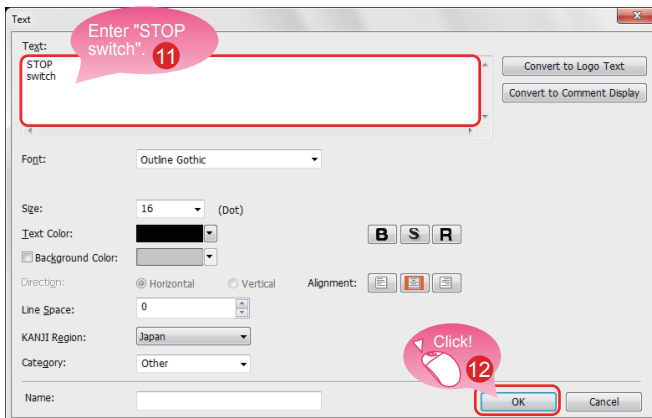 Text
Enter "STOP
switch". 11
Text:
STOP
switch
Convert to Logo Text
Convert to Comment Display
Font: Outline Gothic
Size: 16 (Dot)
Text Color: B S R
Background Color:
Direction: Horizontal Vertical Alignment:
Line Space: 0
KANJI Region: Japan
Category: Other
Click!
12
Name:
OK Cancel